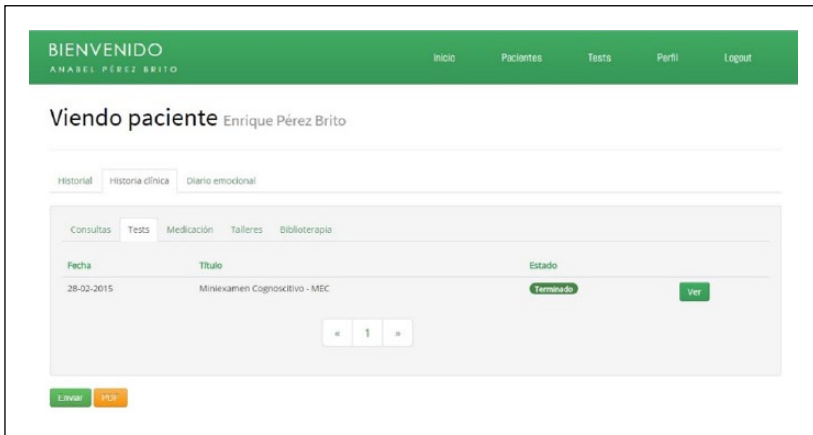 BIENVENIDO
ANABEL PÉREZ BRITO
Inicio Pacientes Tests Perfil Logout
Viendo paciente Enrique Pérez Brito
Historial Historia clínica Diario emocional
Consultas Tests Medicación Talleres Biblioterapia
Fecha Título Estado
28-02-2015 Miniexamen Cognoscitivo - MEC Terminado Ver
« 1 »
Enviar PDF